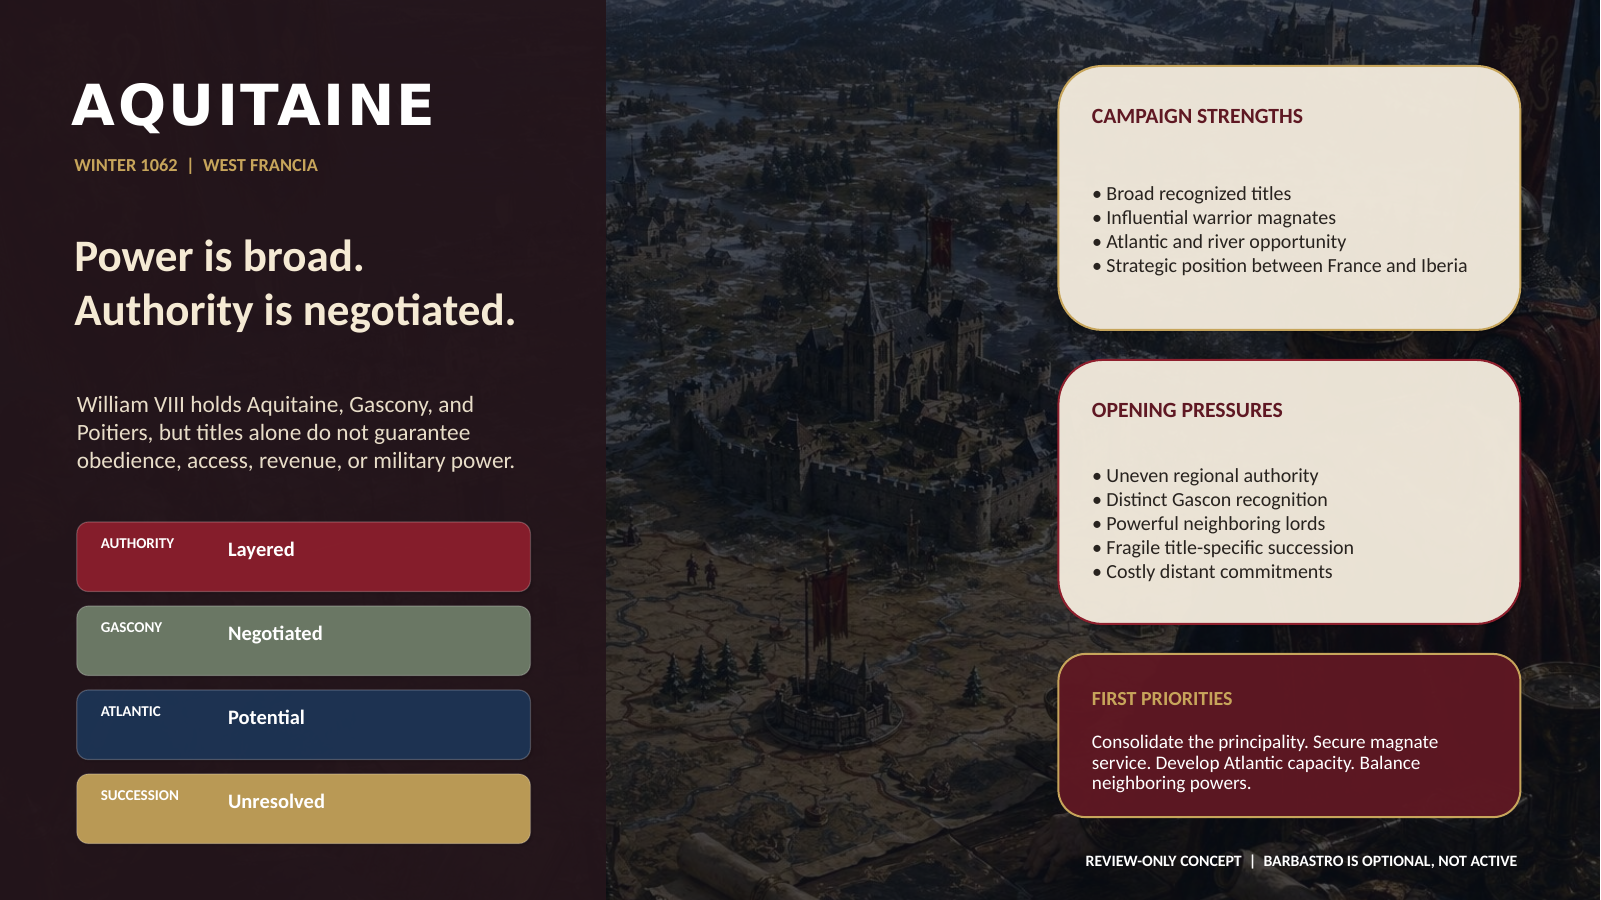 AQUITAINE
WINTER 1062 | WEST FRANCIA
Power is broad.
Authority is negotiated.
William VIII holds Aquitaine, Gascony, and
Poitiers, but titles alone do not guarantee
obedience, access, revenue, or military power.
AUTHORITY Layered
GASCONY Negotiated
ATLANTIC Potential
SUCCESSION Unresolved
CAMPAIGN STRENGTHS
• Broad recognized titles
• Influential warrior magnates
• Atlantic and river opportunity
• Strategic position between France and Iberia
OPENING PRESSURES
• Uneven regional authority
• Distinct Gascon recognition
• Powerful neighboring lords
• Fragile title-specific succession
• Costly distant commitments
FIRST PRIORITIES
Consolidate the principality. Secure magnate
service. Develop Atlantic capacity. Balance
neighboring powers.
REVIEW-ONLY CONCEPT | BARBASTRO IS OPTIONAL, NOT ACTIVE